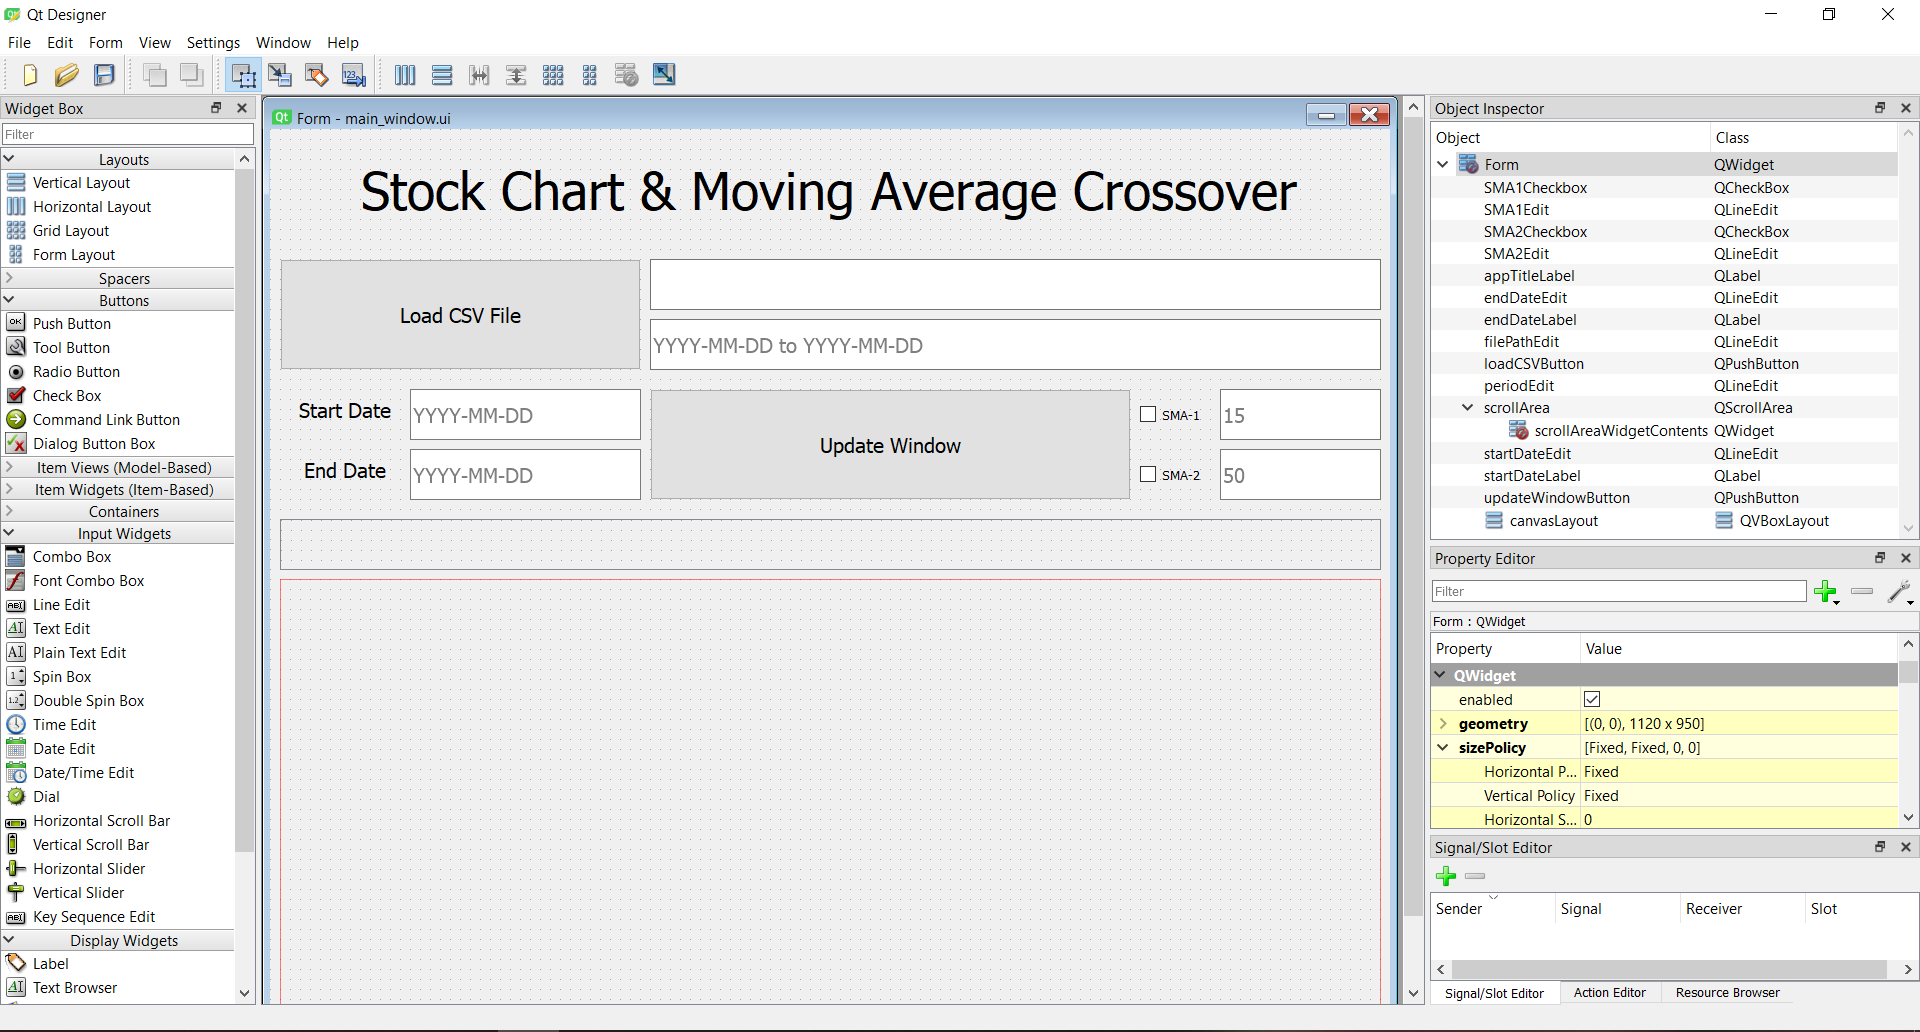 Qt Designer
File Edit Form View Settings Window Help
Widget Box
Filter
Layouts
Vertical Layout
Horizontal Layout
Grid Layout
Form Layout
Spacers
Buttons
Push Button
Tool Button
Radio Button
Check Box
Command Link Button
Dialog Button Box
Item Views (Model-Based)
Item Widgets (Item-Based)
Containers
Input Widgets
Combo Box
Font Combo Box
Line Edit
Text Edit
Plain Text Edit
Spin Box
Double Spin Box
Time Edit
Date Edit
Date/Time Edit
Dial
Horizontal Scroll Bar
Vertical Scroll Bar
Horizontal Slider
Vertical Slider
Key Sequence Edit
Display Widgets
Label
Text Browser
Form - main_window.ui
Stock Chart & Moving Average Crossover
Load CSV File
YYYY-MM-DD to YYYY-MM-DD
Start Date YYYY-MM-DD
End Date YYYY-MM-DD
Update Window
SMA-1 15
SMA-2 50
Object Inspector
Object Class
Form QWidget
SMA1Checkbox QCheckBox
SMA1Edit QLineEdit
SMA2Checkbox QCheckBox
SMA2Edit QLineEdit
appTitleLabel QLabel
endDateEdit QLineEdit
endDateLabel QLabel
filePathEdit QLineEdit
loadCSVButton QPushButton
periodEdit QLineEdit
scrollArea QScrollArea
scrollAreaWidgetContents QWidget
startDateEdit QLineEdit
startDateLabel QLabel
updateWindowButton QPushButton
canvasLayout QVBoxLayout
Property Editor
Filter
Form : QWidget
Property Value
QWidget
enabled
geometry [(0, 0), 1120 x 950]
sizePolicy [Fixed, Fixed, 0, 0]
Horizontal P... Fixed
Vertical Policy Fixed
Horizontal S... 0
Signal/Slot Editor
Sender Signal Receiver Slot
Signal/Slot Editor Action Editor Resource Browser